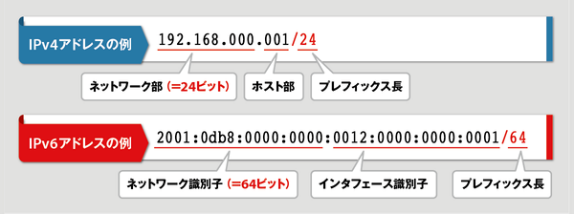 IPv4アドレスの例 192.168.000.001/24
ネットワーク部(=24ビット) ホスト部 プレフィックス長
IPv6アドレスの例 2001:0db8:0000:0000:0012:0000:0000:0001/64
ネットワーク識別子(=64ビット) インタフェース識別子 プレフィックス長